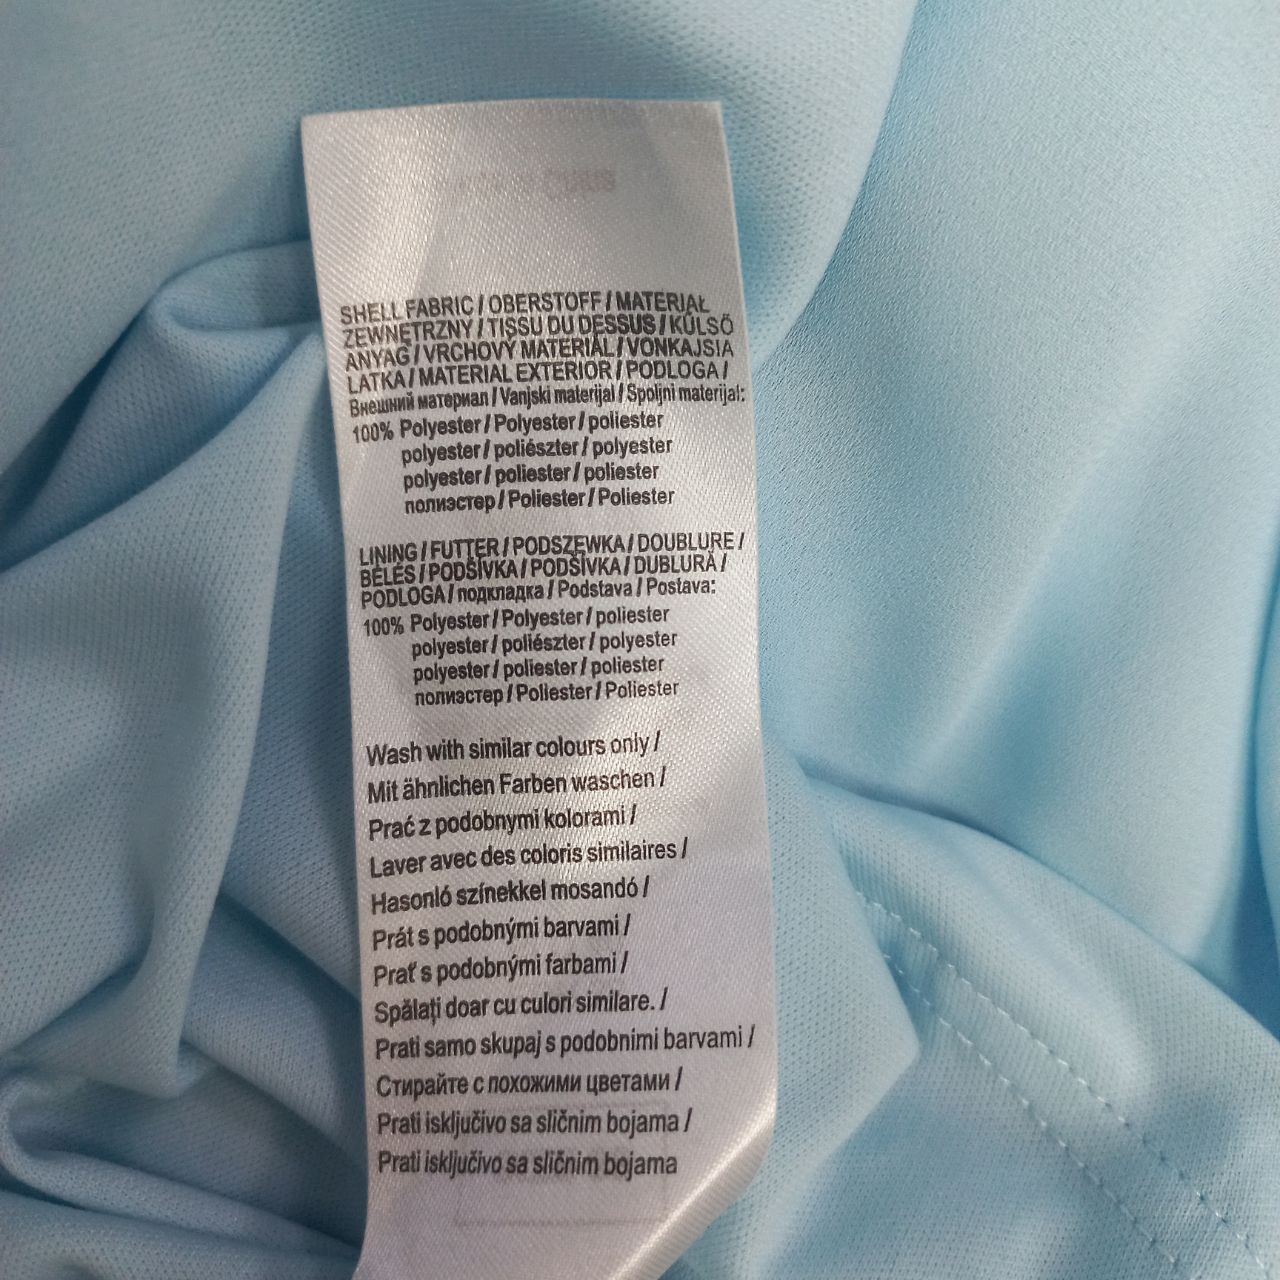 SHELL FABRIC / OBERSTOFF / MATERIAŁ
ZEWNĘTRZNY / TISSU DU DESSUS / KÜLSŐ
ANYAG / VRCHOVÝ MATERIÁL / VONKAJSIA
LATKA / MATERIAL EXTERIOR / PODLOGA /
Внешний материал / Vanjski materijal / Spoljni materijal:
100% Polyester / Polyester / poliester
polyester / poliészter / polyester
polyester / poliester / poliester
полиэстер / Poliester / Poliester
LINING / FUTTER / PODSZEWKA / DOUBLURE /
BÉLÉS / PODŠÍVKA / PODŠÍVKA / DUBLURĂ /
PODLOGA / подкладка / Podstava / Postava:
100% Polyester / Polyester / poliester
polyester / poliészter / polyester
polyester / poliester / poliester
полиэстер / Poliester / Poliester
Wash with similar colours only /
Mit ähnlichen Farben waschen /
Prać z podobnymi kolorami /
Laver avec des coloris similaires /
Hasonló színekkel mosandó /
Prát s podobnými barvami /
Prať s podobnými farbami /
Spălați doar cu culori similare. /
Prati samo skupaj s podobnimi barvami /
Стирайте с похожими цветами /
Prati isključivo sa sličnim bojama /
Prati isključivo sa sličnim bojama